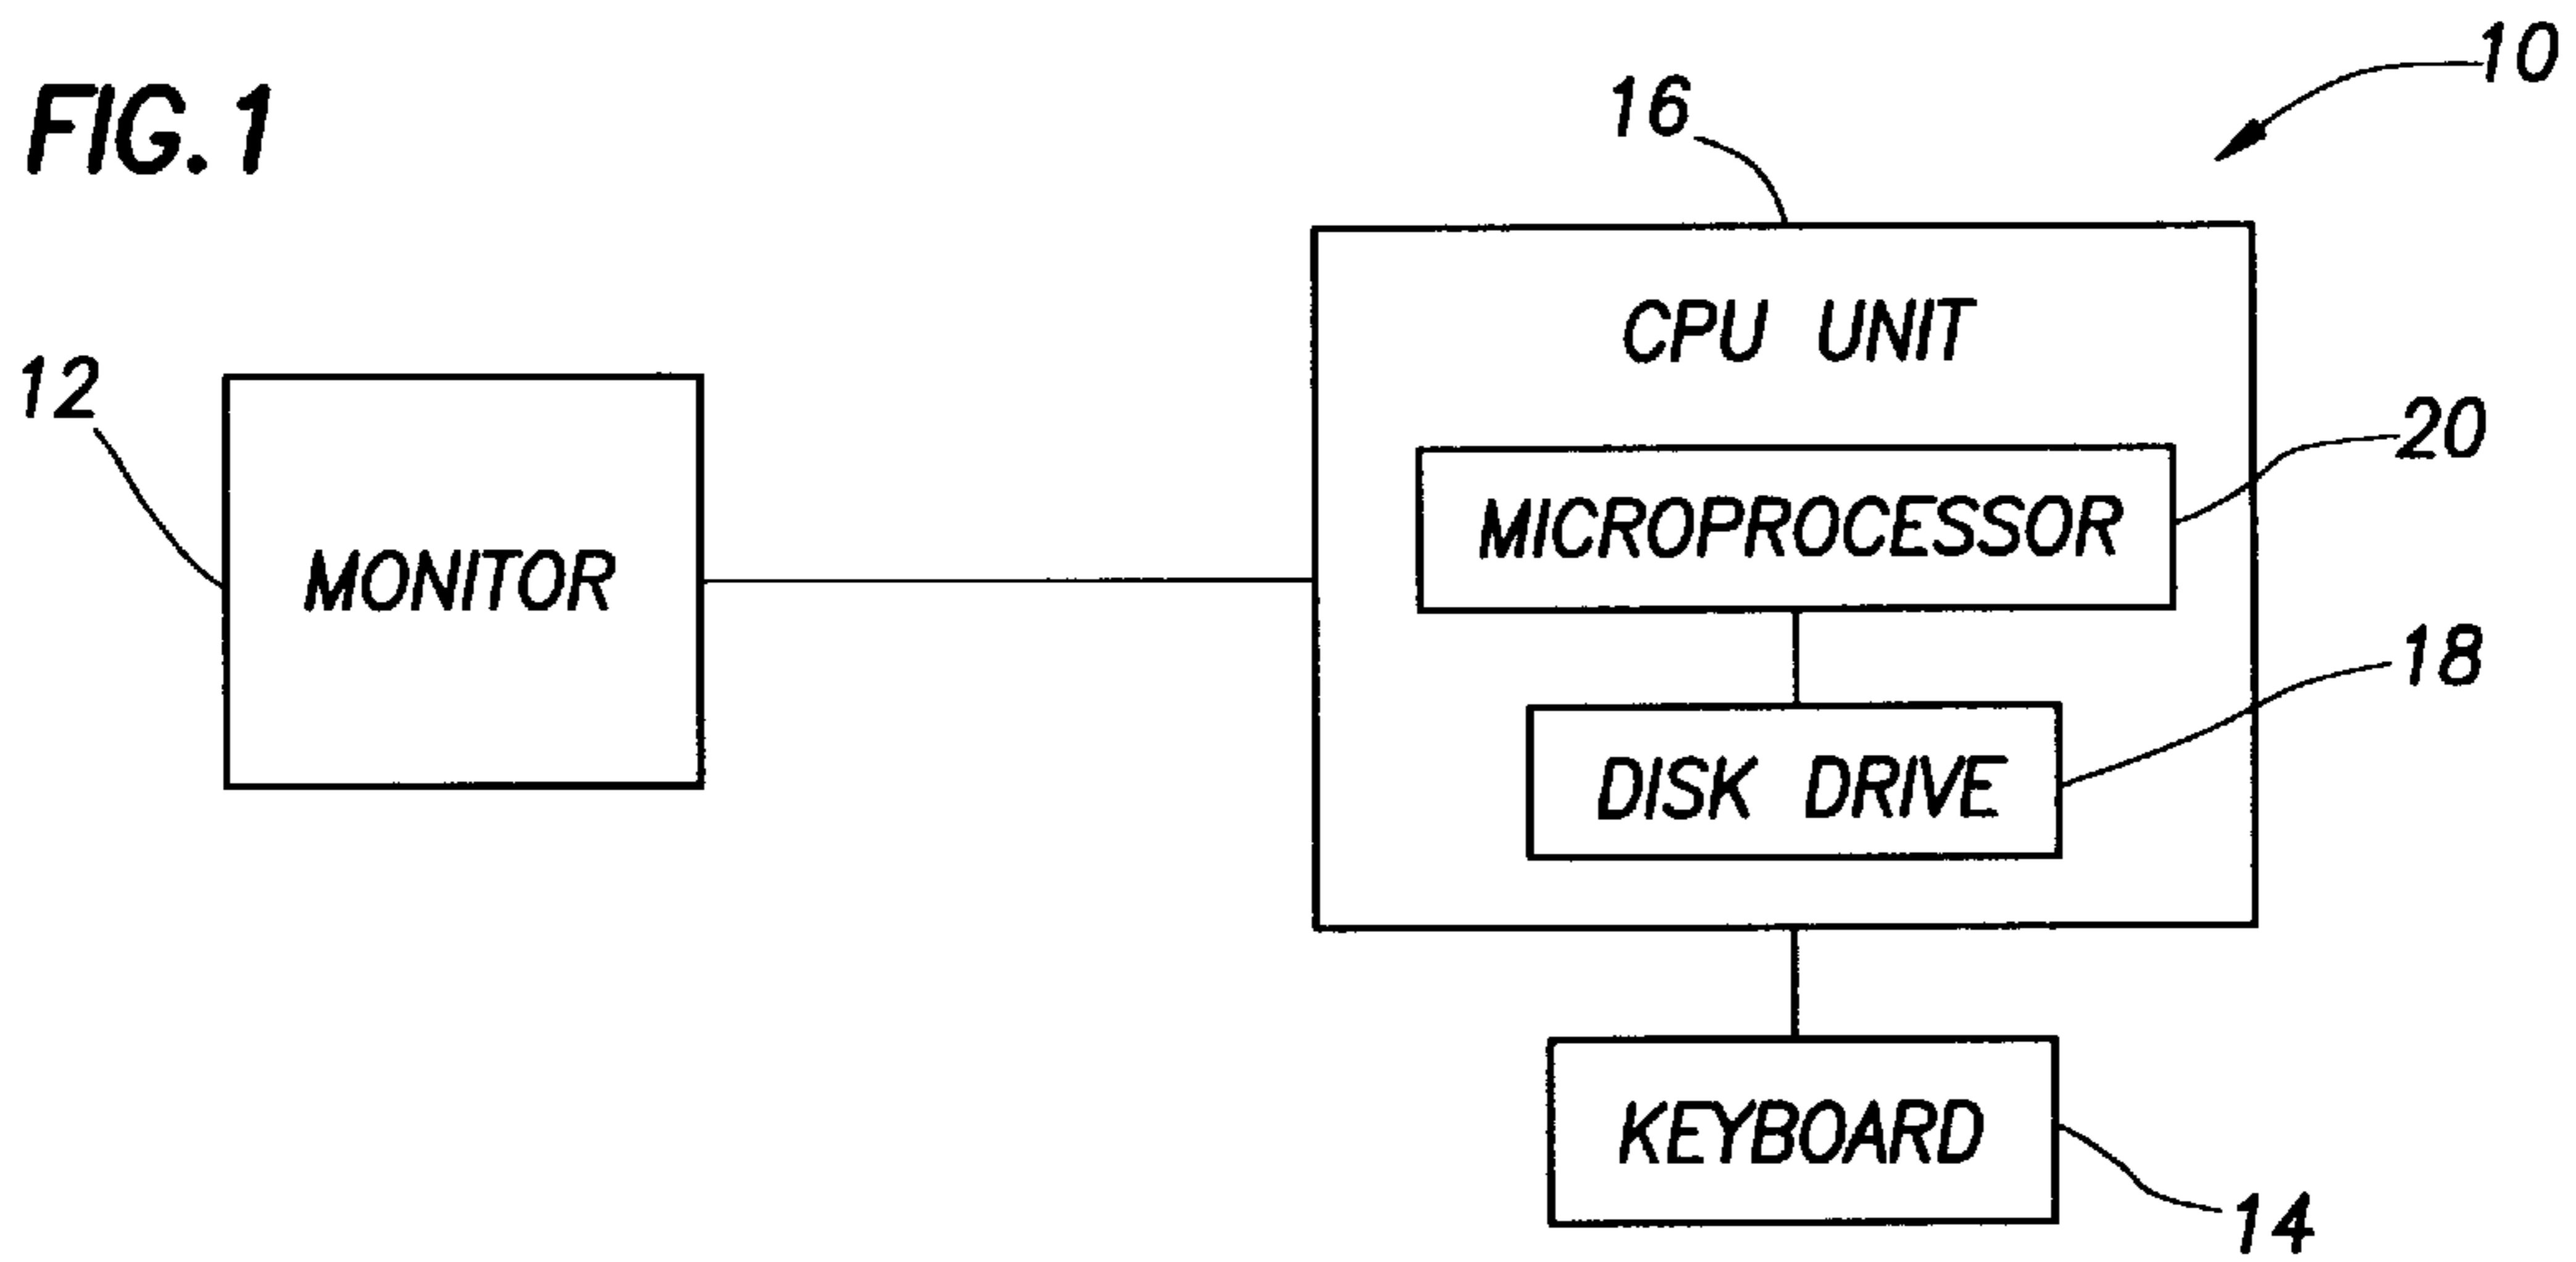 FIG. 1
10
16
CPU UNIT
12
20
MICROPROCESSOR
MONITOR
18
DISK DRIVE
KEYBOARD
14